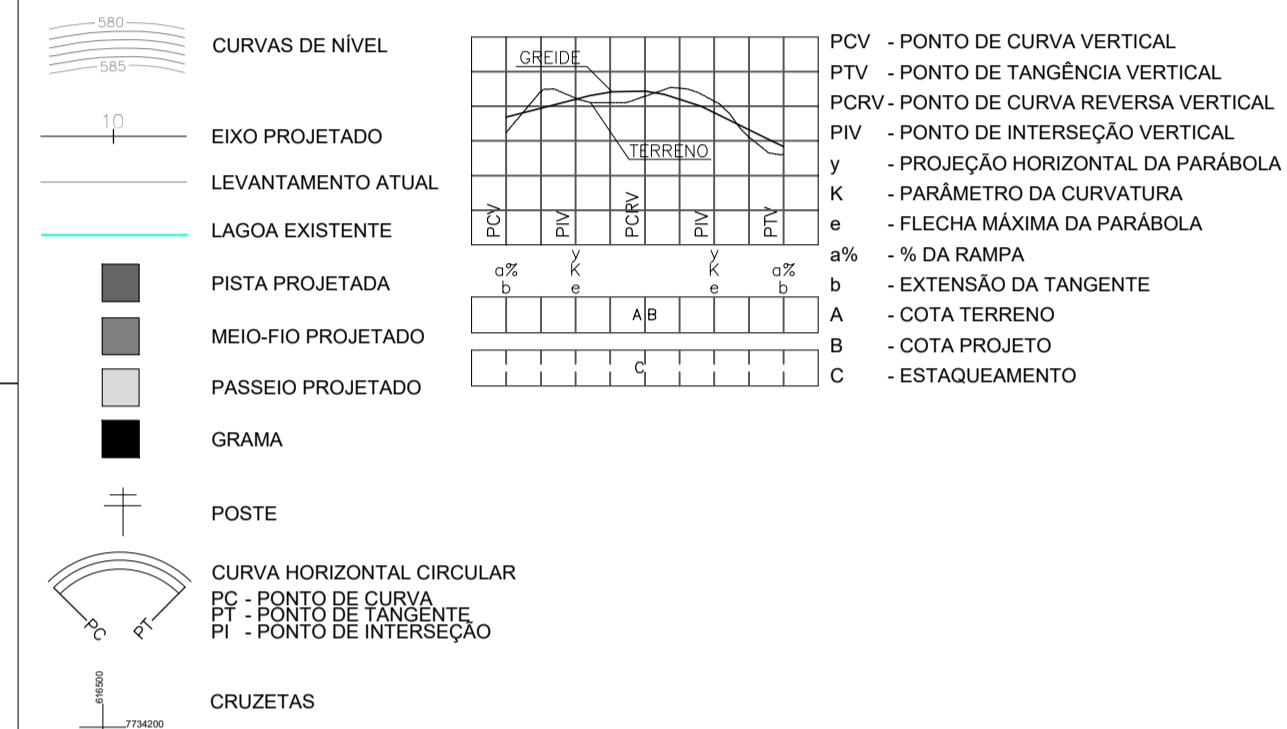 580
585
CURVAS DE NÍVEL
10
EIXO PROJETADO
LEVANTAMENTO ATUAL
LAGOA EXISTENTE
PISTA PROJETADA
MEIO-FIO PROJETADO
PASSEIO PROJETADO
GRAMA
POSTE
CURVA HORIZONTAL CIRCULAR
PC - PONTO DE CURVA
PT - PONTO DE TANGENTE
PI - PONTO DE INTERSEÇÃO
PC PT
CRUZETAS
616500
7734200
GREIDE
TERRENO
PCV PIV PCRV PIV PTV
a% y y a%
b K K b
e e
A B
C
PCV - PONTO DE CURVA VERTICAL
PTV - PONTO DE TANGÊNCIA VERTICAL
PCRV - PONTO DE CURVA REVERSA VERTICAL
PIV - PONTO DE INTERSEÇÃO VERTICAL
y - PROJEÇÃO HORIZONTAL DA PARÁBOLA
K - PARÂMETRO DA CURVATURA
e - FLECHA MÁXIMA DA PARÁBOLA
a% - % DA RAMPA
b - EXTENSÃO DA TANGENTE
A - COTA TERRENO
B - COTA PROJETO
C - ESTAQUEAMENTO